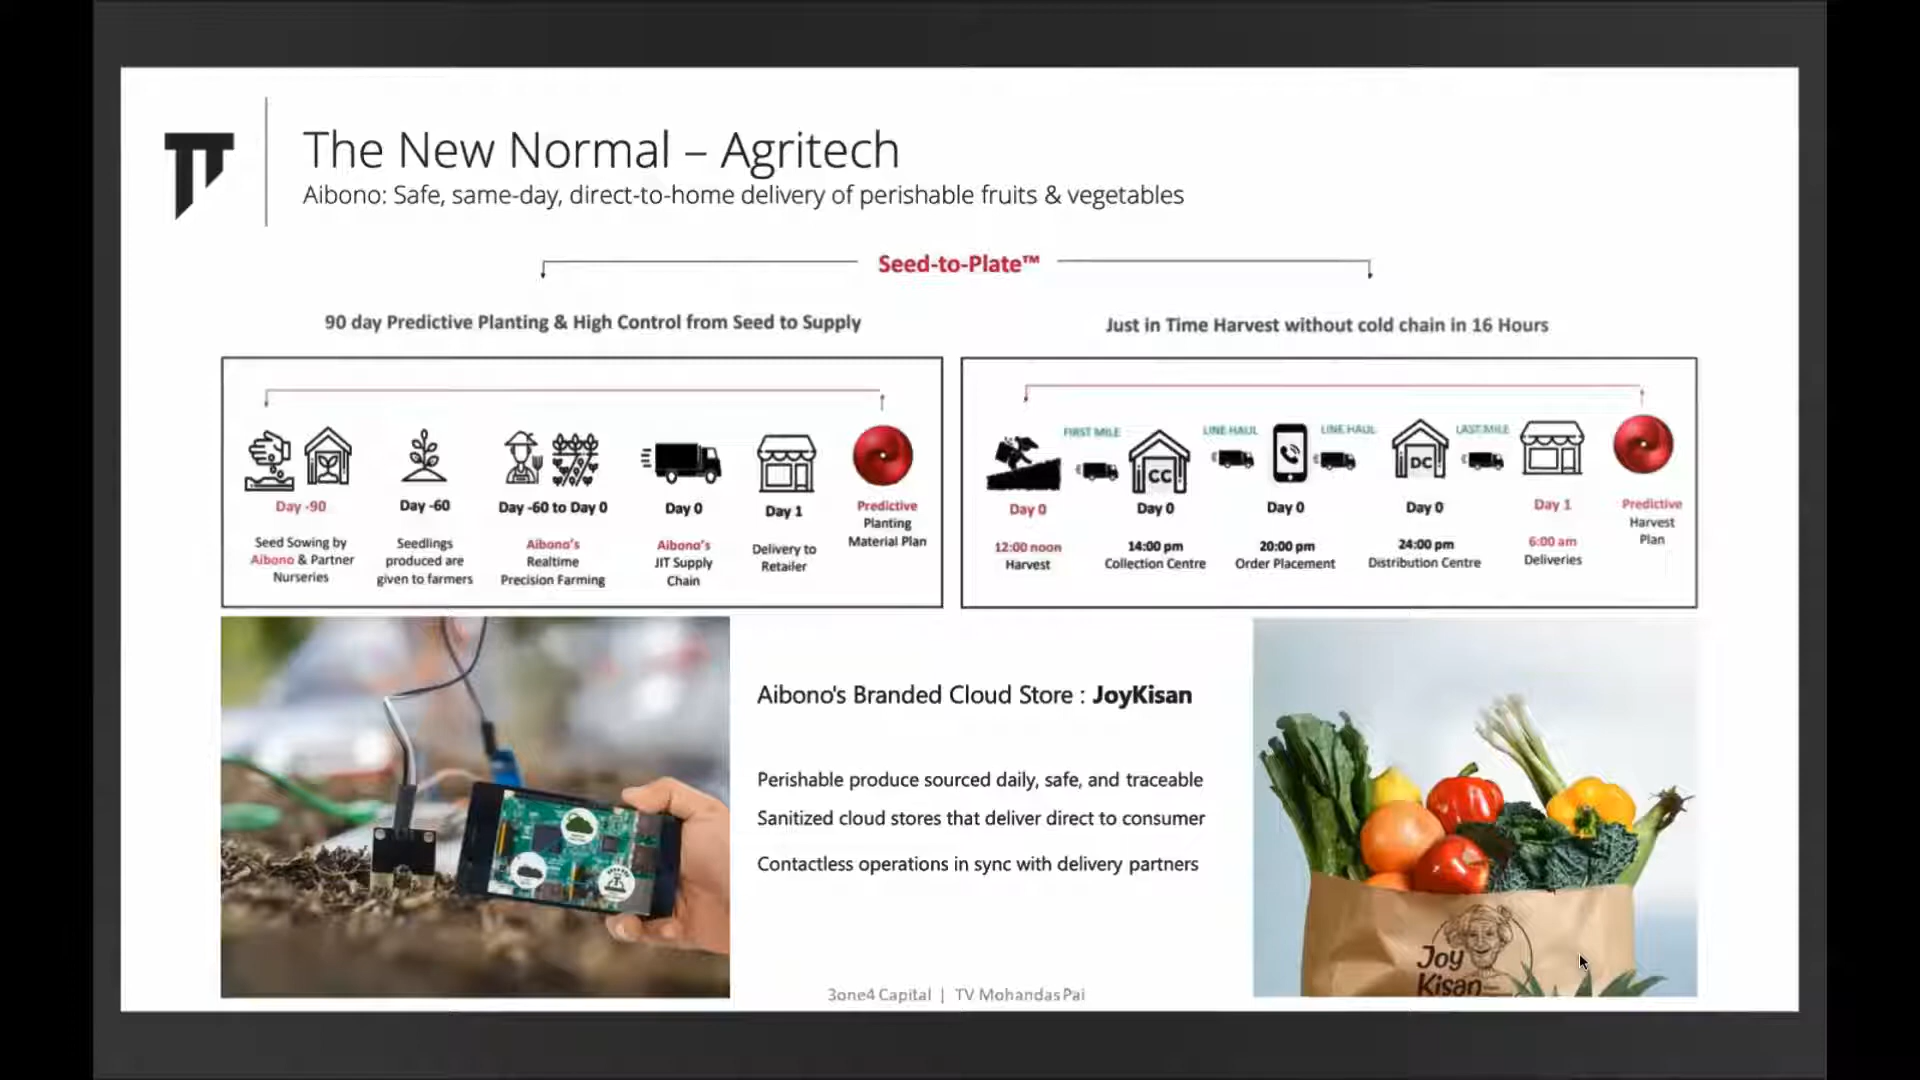 The New Normal – Agritech
Aibono: Safe, same-day, direct-to-home delivery of perishable fruits & vegetables
Seed-to-Plate™
90 day Predictive Planting & High Control from Seed to Supply
Day -90
Seed Sowing by
Aibono & Partner
Nurseries
Day -60
Seedlings
produced are
given to farmers
Day -60 to Day 0
Aibono's
Realtime
Precision Farming
Day 0
Aibono's
JIT Supply
Chain
Day 1
Delivery to
Retailer
Predictive
Planting
Material Plan
Just in Time Harvest without cold chain in 16 Hours
FIRST MILE
LINE HAUL
LINE HAUL
LAST MILE
CC
DC
Day 0
12:00 noon
Harvest
Day 0
14:00 pm
Collection Centre
Day 0
20:00 pm
Order Placement
Day 0
24:00 pm
Distribution Centre
Day 1
6:00 am
Deliveries
Predictive
Harvest
Plan
Aibono's Branded Cloud Store : JoyKisan
Perishable produce sourced daily, safe, and traceable
Sanitized cloud stores that deliver direct to consumer
Contactless operations in sync with delivery partners
Joy
Kisan
3one4 Capital | TV Mohandas Pai